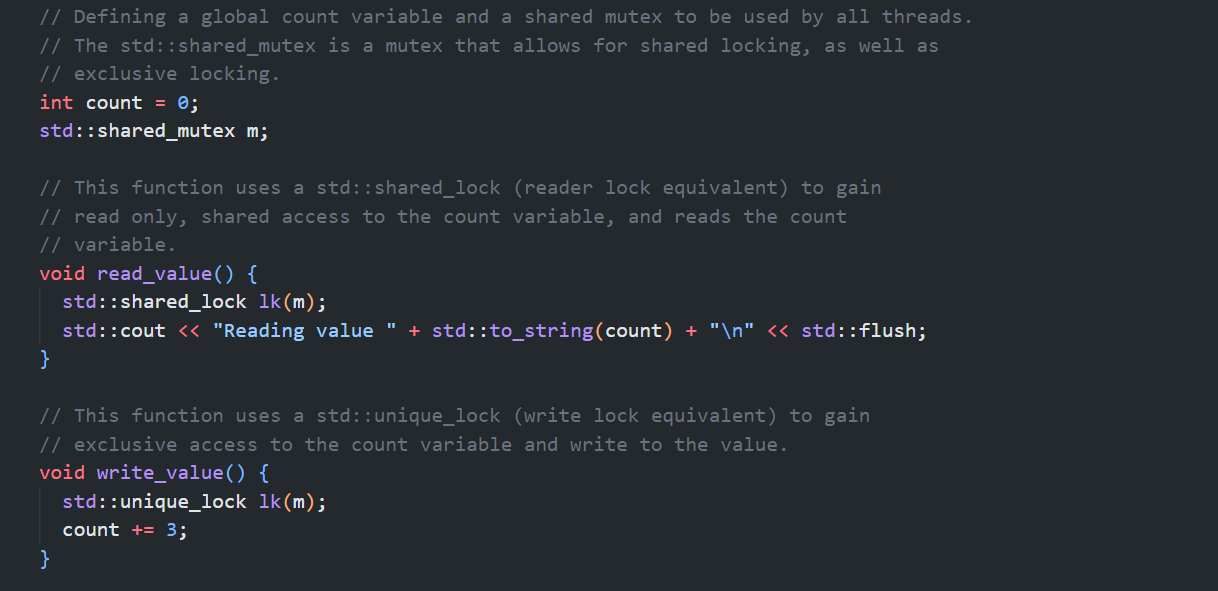 // Defining a global count variable and a shared mutex to be used by all threads.
// The std::shared_mutex is a mutex that allows for shared locking, as well as
// exclusive locking.
int count = 0;
std::shared_mutex m;

// This function uses a std::shared_lock (reader lock equivalent) to gain
// read only, shared access to the count variable, and reads the count
// variable.
void read_value() {
  std::shared_lock lk(m);
  std::cout << "Reading value " + std::to_string(count) + "\n" << std::flush;
}

// This function uses a std::unique_lock (write lock equivalent) to gain
// exclusive access to the count variable and write to the value.
void write_value() {
  std::unique_lock lk(m);
  count += 3;
}